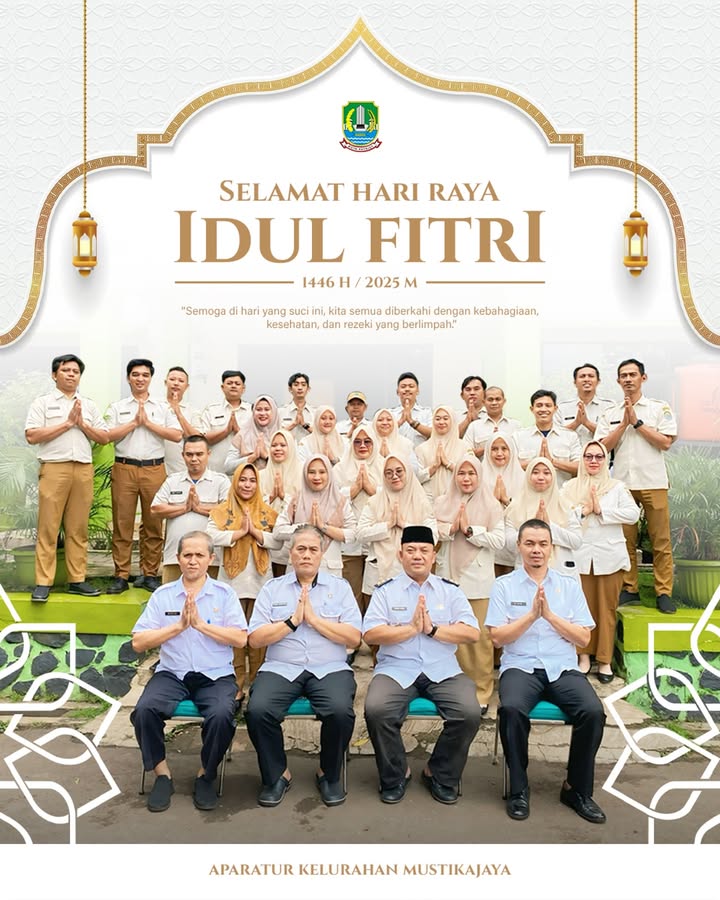 SELAMAT HARI RAYA
IDUL FITRI
1446 H / 2025 M
"Semoga di hari yang suci ini, kita semua diberkahi dengan kebahagiaan,
kesehatan, dan rezeki yang berlimpah."
APARATUR KELURAHAN MUSTIKAJAYA